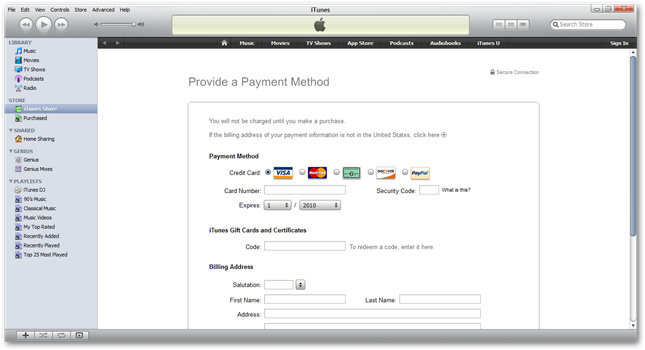 File Edit View Controls Store Advanced Help
iTunes
Search Store
LIBRARY
Music
Movies
TV Shows
Podcasts
Radio
STORE
iTunes Store
Purchased
SHARED
Home Sharing
GENIUS
Genius
Genius Mixes
PLAYLISTS
iTunes DJ
90's Music
Classical Music
Music Videos
My Top Rated
Recently Added
Recently Played
Top 25 Most Played
Music Movies TV Shows App Store Podcasts Audiobooks iTunes U Sign In
Secure Connection
Provide a Payment Method
You will not be charged until you make a purchase.
If the billing address of your payment information is not in the United States, click here
Payment Method
Credit Card: VISA MasterCard DISCOVER PayPal
Card Number: Security Code: What is this?
Expires: 1 / 2010
iTunes Gift Cards and Certificates
Code: To redeem a code, enter it here.
Billing Address
Salutation:
First Name: Last Name:
Address: